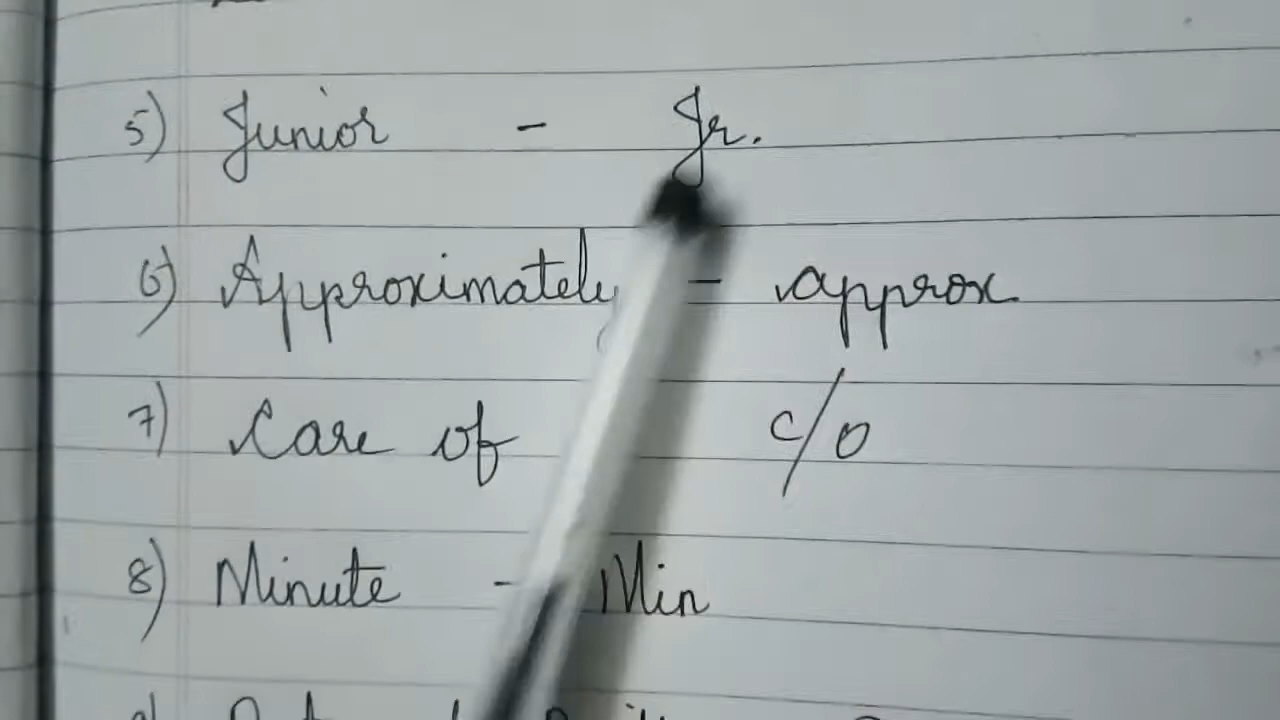 5) Junior - Jr.
6) Approximately - approx
7) Care of c/o
8) Minute - Min